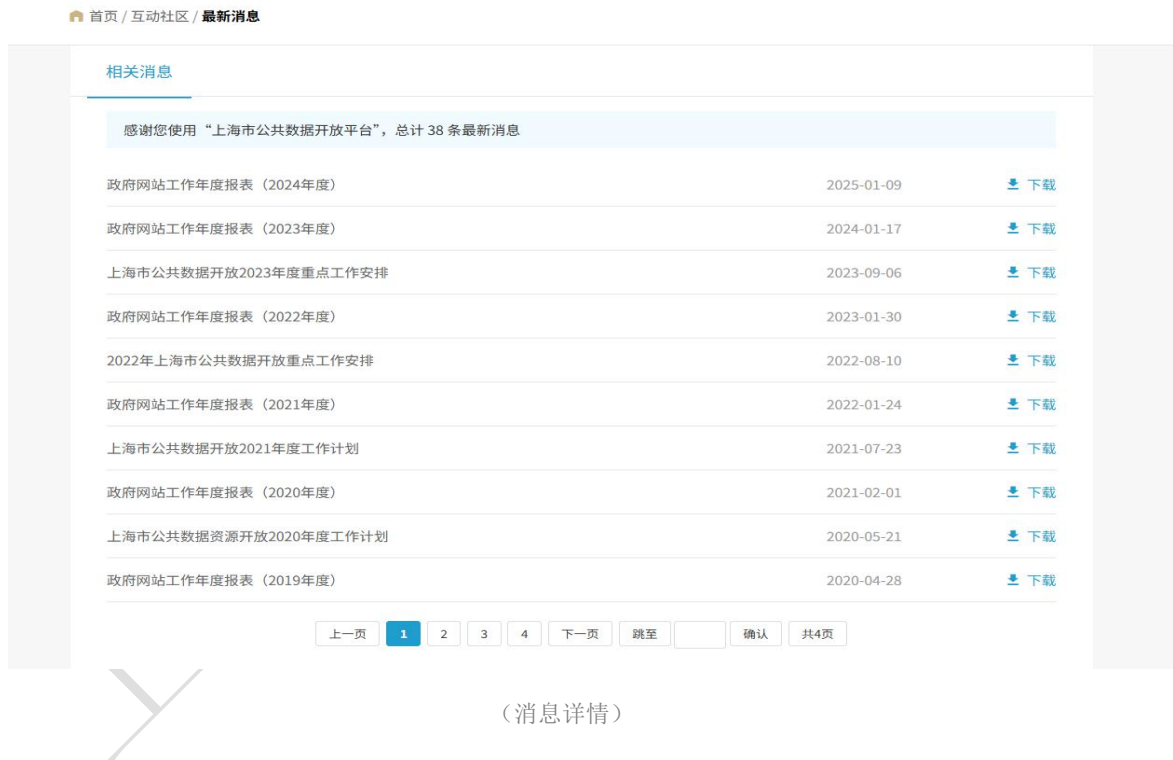 首页 / 互动社区 / 最新消息
相关消息
感谢您使用“上海市公共数据开放平台”，总计 38 条最新消息
政府网站工作年度报表（2024年度） 2025-01-09 下载
政府网站工作年度报表（2023年度） 2024-01-17 下载
上海市公共数据开放2023年度重点工作安排 2023-09-06 下载
政府网站工作年度报表（2022年度） 2023-01-30 下载
2022年上海市公共数据开放重点工作安排 2022-08-10 下载
政府网站工作年度报表（2021年度） 2022-01-24 下载
上海市公共数据开放2021年度工作计划 2021-07-23 下载
政府网站工作年度报表（2020年度） 2021-02-01 下载
上海市公共数据资源开放2020年度工作计划 2020-05-21 下载
政府网站工作年度报表（2019年度） 2020-04-28 下载
上一页 1 2 3 4 下一页 跳至 确认 共4页
（消息详情）